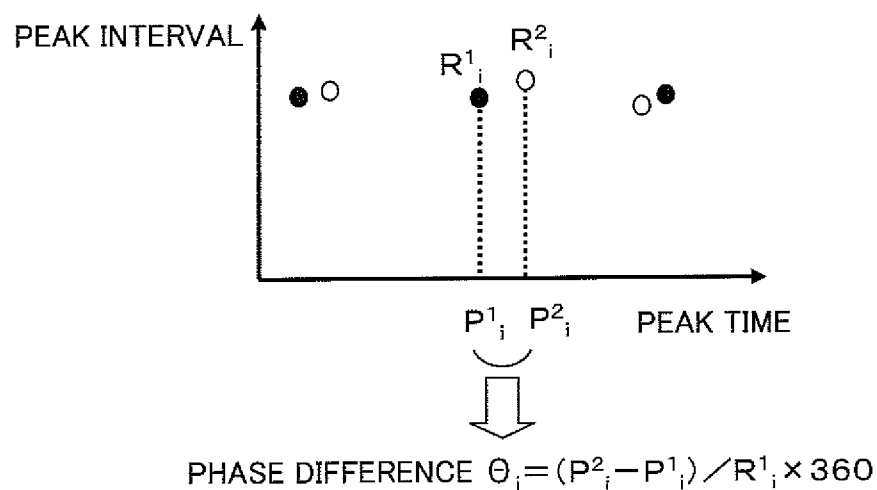 PEAK INTERVAL
R¹ᵢ R²ᵢ
P¹ᵢ P²ᵢ PEAK TIME
PHASE DIFFERENCE Θᵢ=(P²ᵢ−P¹ᵢ)/R¹ᵢ×360